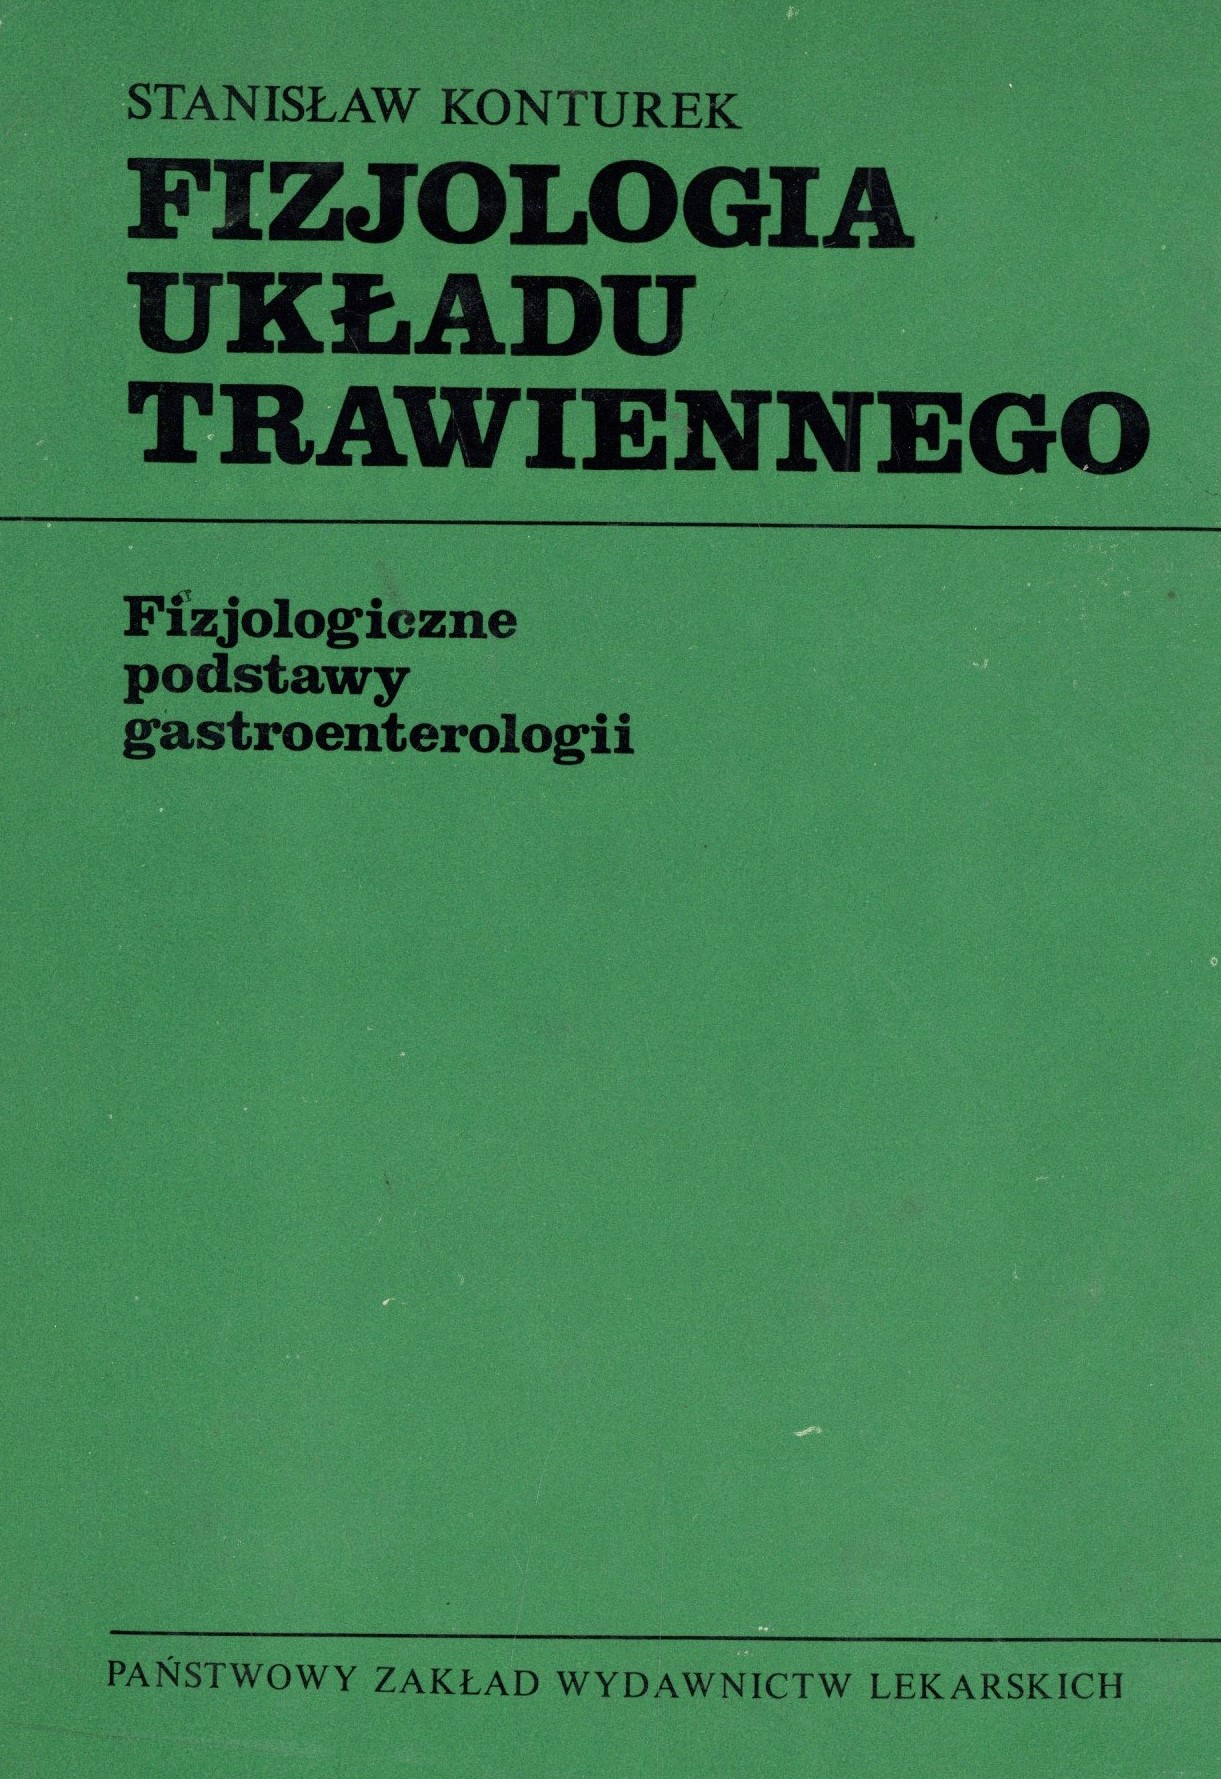 STANISŁAW KONTUREK
FIZJOLOGIA
UKŁADU
TRAWIENNEGO
Fizjologiczne
podstawy
gastroenterologii
PAŃSTWOWY ZAKŁAD WYDAWNICTW LEKARSKICH